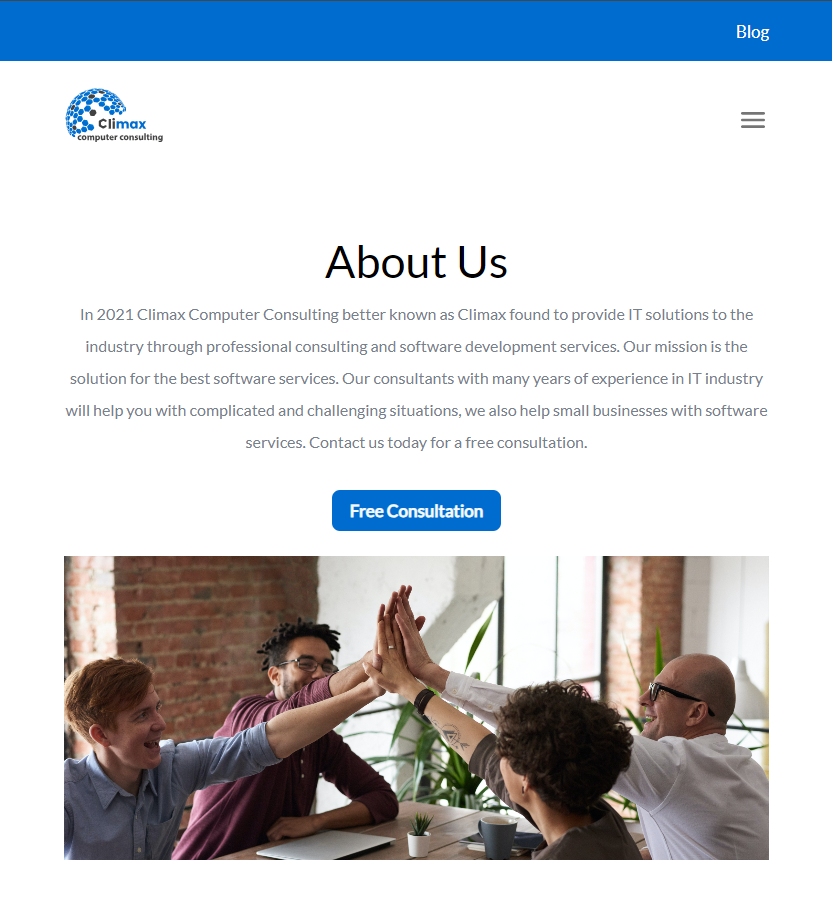 Blog
Climax
computer consulting
About Us
In 2021 Climax Computer Consulting better known as Climax found to provide IT solutions to the
industry through professional consulting and software development services. Our mission is the
solution for the best software services. Our consultants with many years of experience in IT industry
will help you with complicated and challenging situations, we also help small businesses with software
services. Contact us today for a free consultation.
Free Consultation